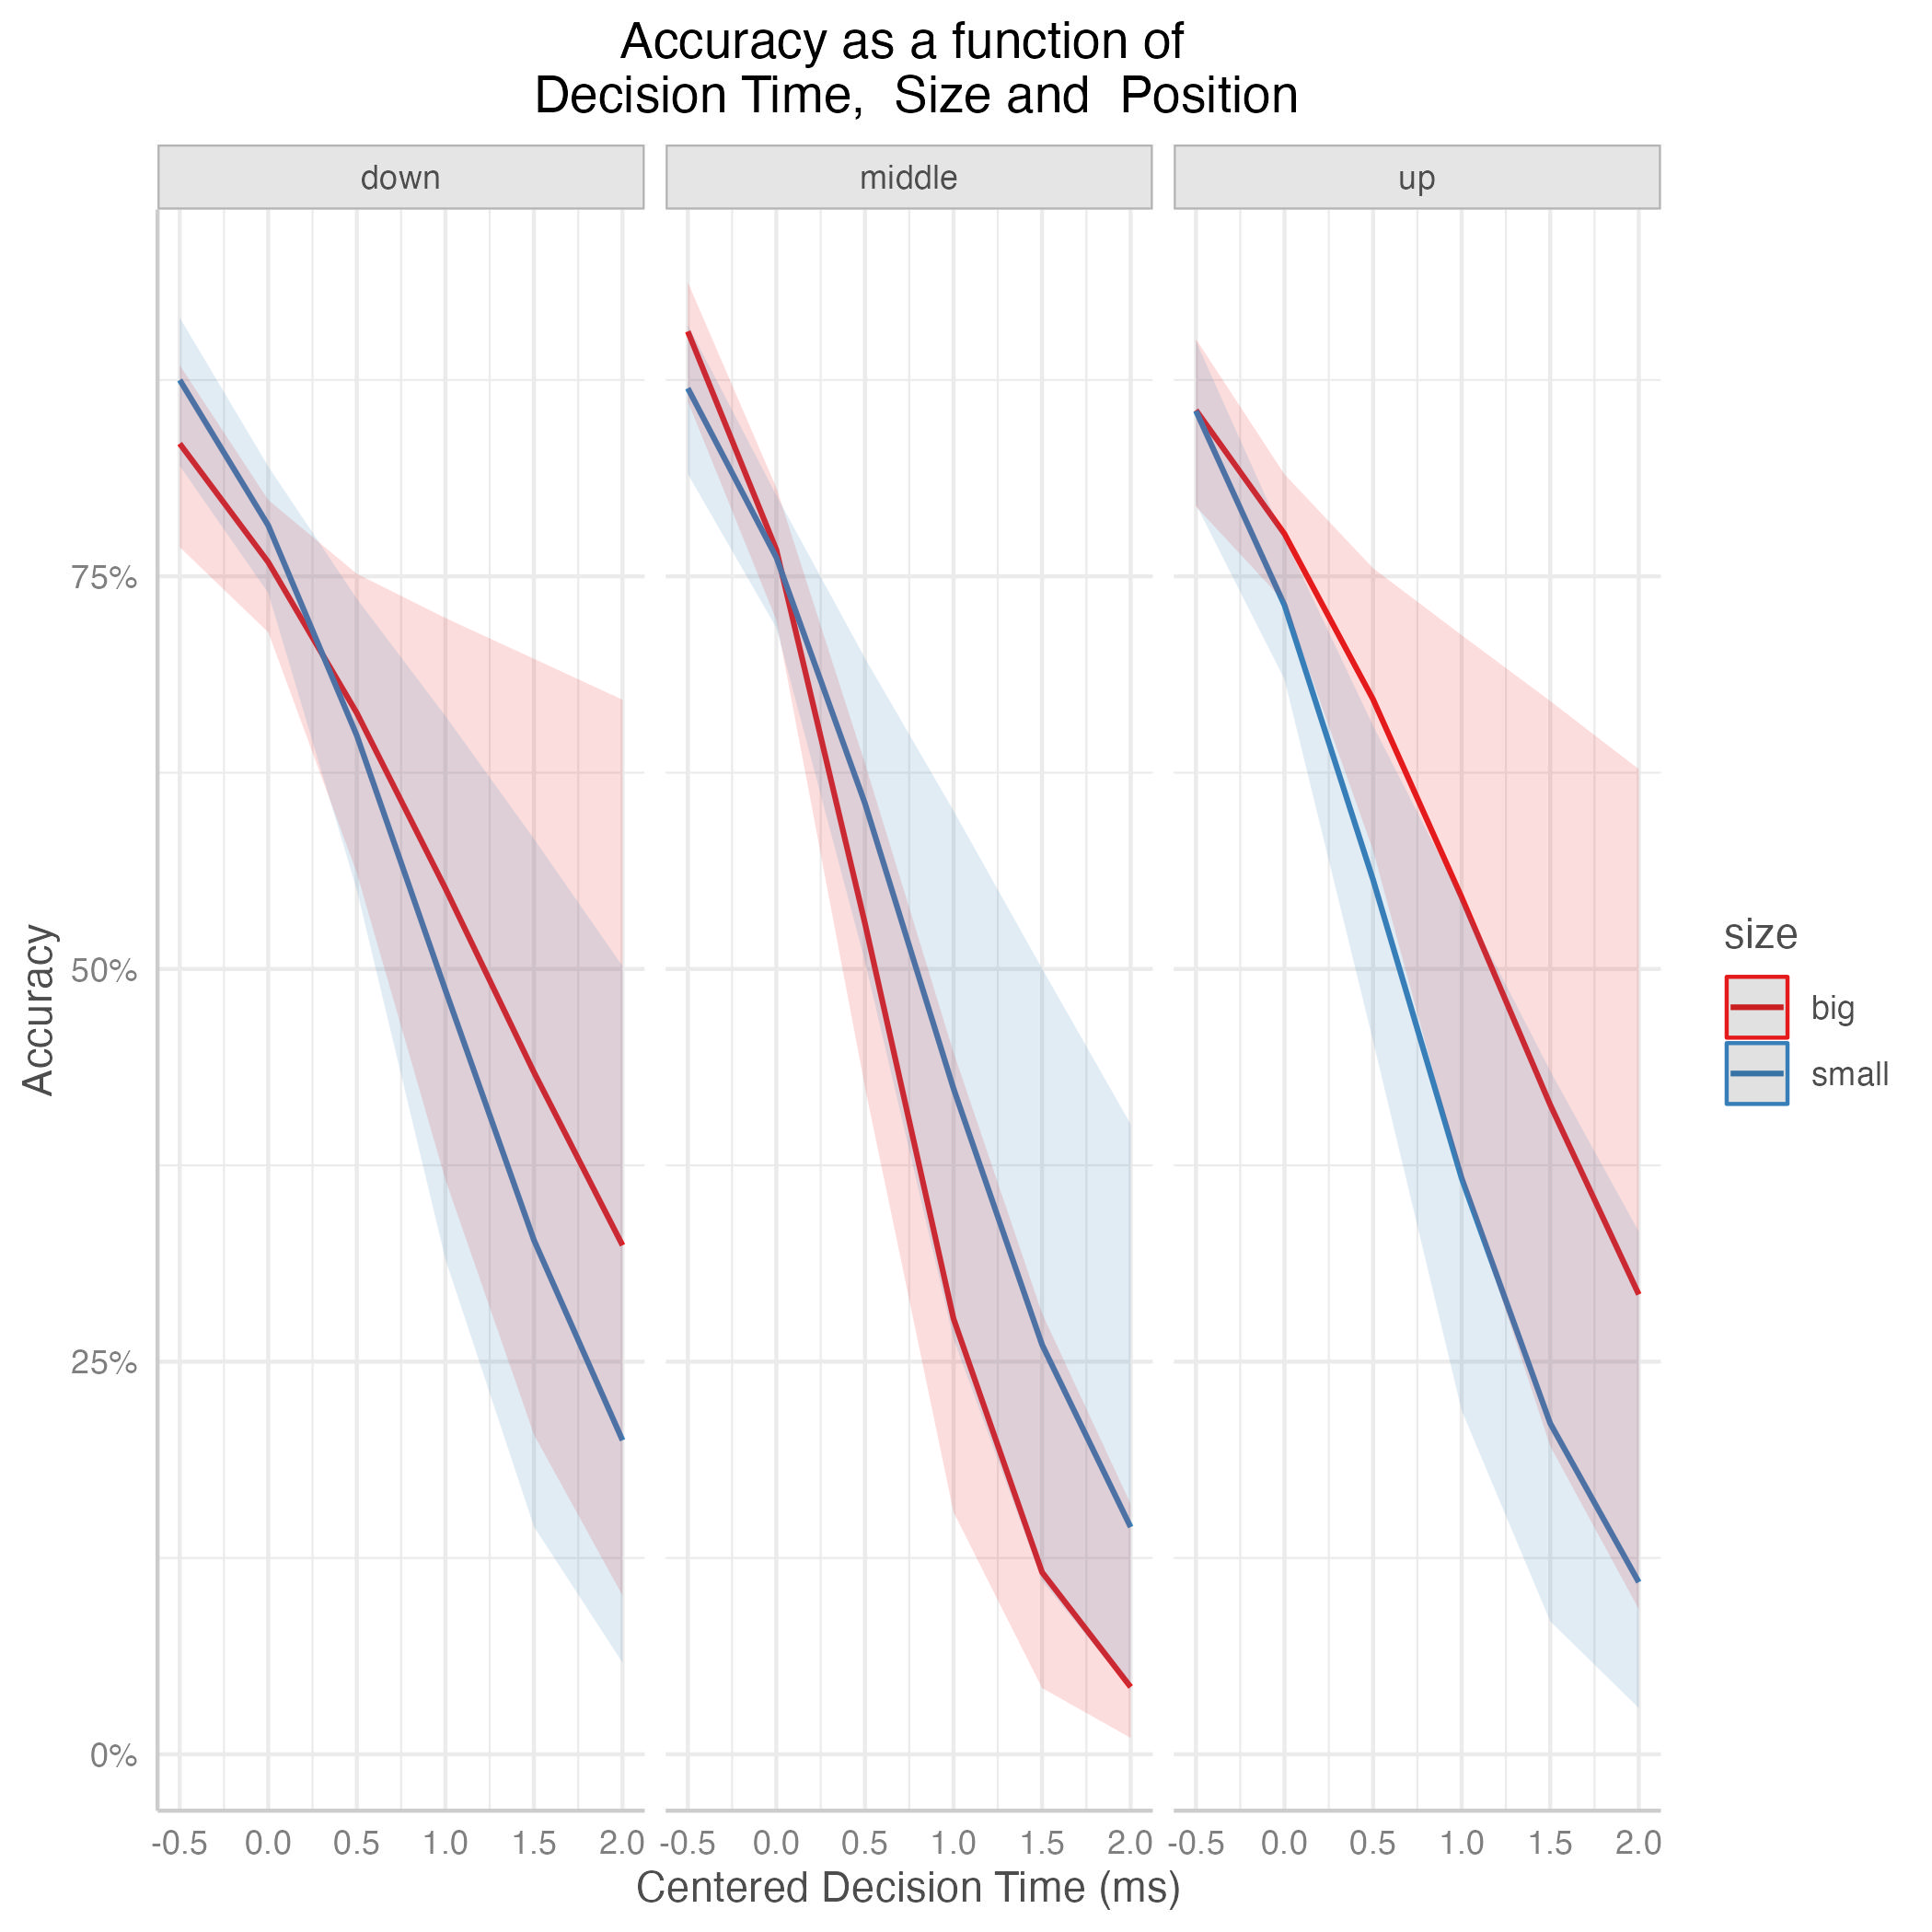 Accuracy as a function of
Decision Time,  Size and  Position
down middle up
Accuracy
75%
50%
25%
0%
-0.5 0.0 0.5 1.0 1.5 2.0 -0.5 0.0 0.5 1.0 1.5 2.0 -0.5 0.0 0.5 1.0 1.5 2.0
Centered Decision Time (ms)
size
big
small